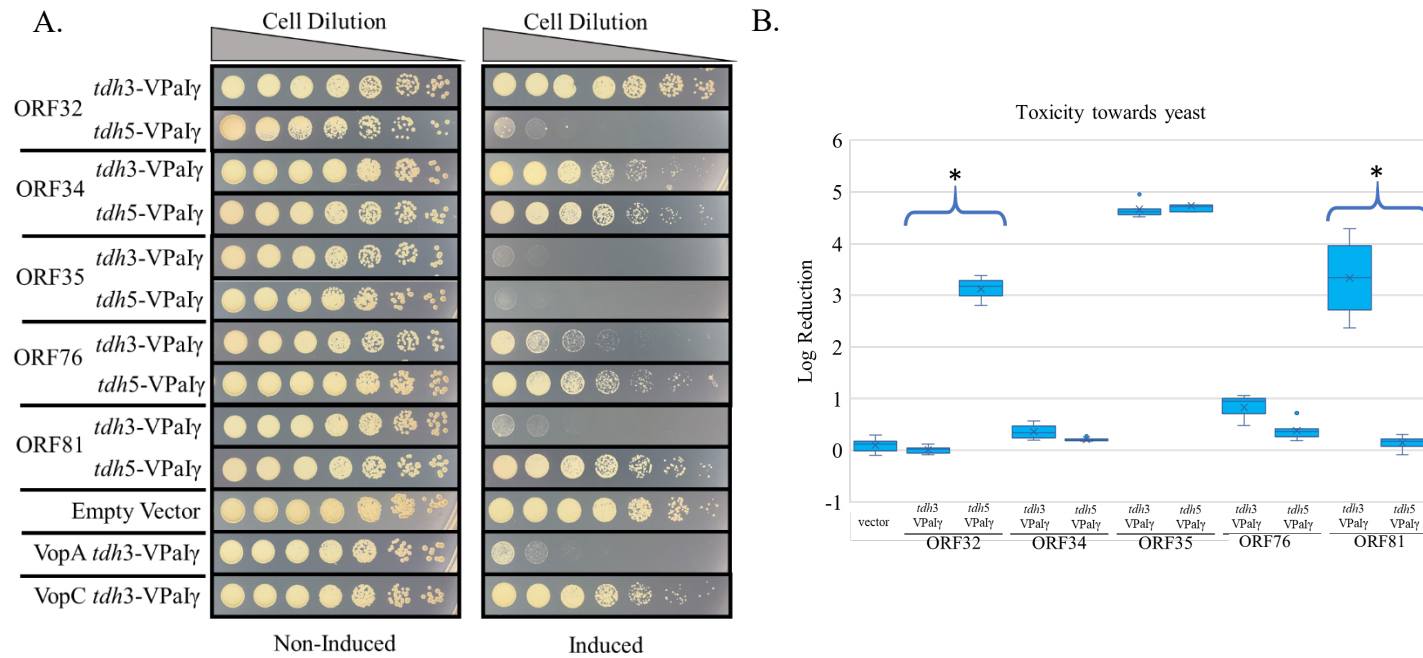 A.
Cell Dilution
Cell Dilution
ORF32
tdh3-VPaIγ
tdh5-VPaIγ
ORF34
tdh3-VPaIγ
tdh5-VPaIγ
ORF35
tdh3-VPaIγ
tdh5-VPaIγ
ORF76
tdh3-VPaIγ
tdh5-VPaIγ
ORF81
tdh3-VPaIγ
tdh5-VPaIγ
Empty Vector
VopA tdh3-VPaIγ
VopC tdh3-VPaIγ
Non-Induced
Induced
B.
Toxicity towards yeast
Log Reduction
6
5
4
3
2
1
0
-1
*
*
vector
tdh3 VPaIγ
tdh5 VPaIγ
tdh3 VPaIγ
tdh5 VPaIγ
tdh3 VPaIγ
tdh5 VPaIγ
tdh3 VPaIγ
tdh5 VPaIγ
tdh3 VPaIγ
tdh5 VPaIγ
ORF32
ORF34
ORF35
ORF76
ORF81